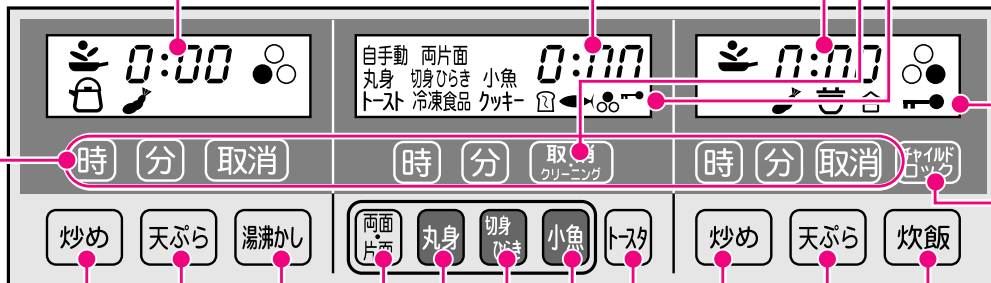 0:00
自手動 両片面
丸身 切身ひらき 小魚
トースト 冷凍食品 クッキー
0:00
0:00
時 分 取消
時 分 取消
クリーニング
時 分 取消 チャイルド
ロック
炒め 天ぷら 湯沸かし
両面・片面 丸身 切身
ひらき 小魚 トースタ
炒め 天ぷら 炊飯